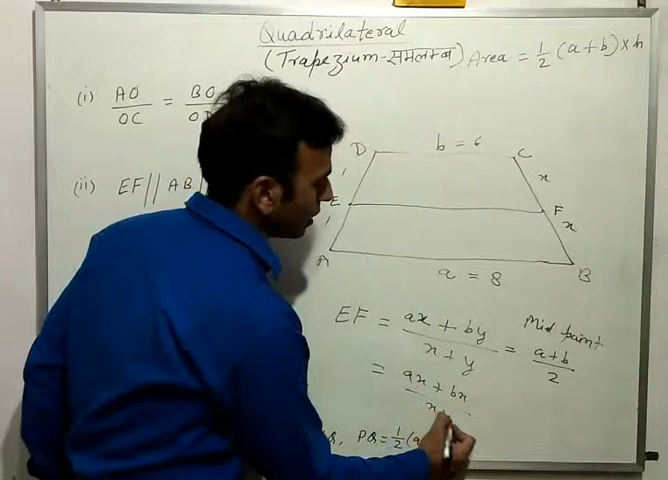 Quadrilateral
(Trapezium-समलम्ब) Area = 1/2 (a+b)×h
(i) AO/OC = BO
D b = 6 C
x
(ii) EF || AB
E F
x
A B
a = 8
EF = ax + by / x + y = a+b / 2
Mid point
= ax + bx / x
PQ = 1/2 (a